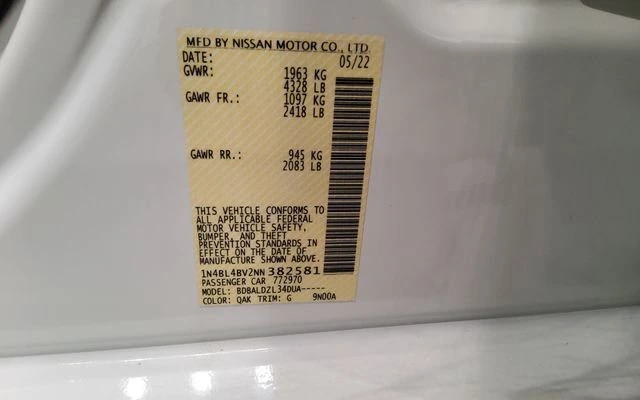 MFD BY NISSAN MOTOR CO., LTD.
DATE: 05/22
GVWR: 1963 KG
4328 LB
GAWR FR.: 1097 KG
2418 LB
GAWR RR.: 945 KG
2083 LB
THIS VEHICLE CONFORMS TO
ALL APPLICABLE FEDERAL
MOTOR VEHICLE SAFETY,
BUMPER, AND THEFT
PREVENTION STANDARDS IN
EFFECT ON THE DATE OF
MANUFACTURE SHOWN ABOVE.
1N4BL4BV2NN382581
PASSENGER CAR 772970
MODEL: BDBALDZL34DUA-----
COLOR: QAK TRIM: G 9N00A